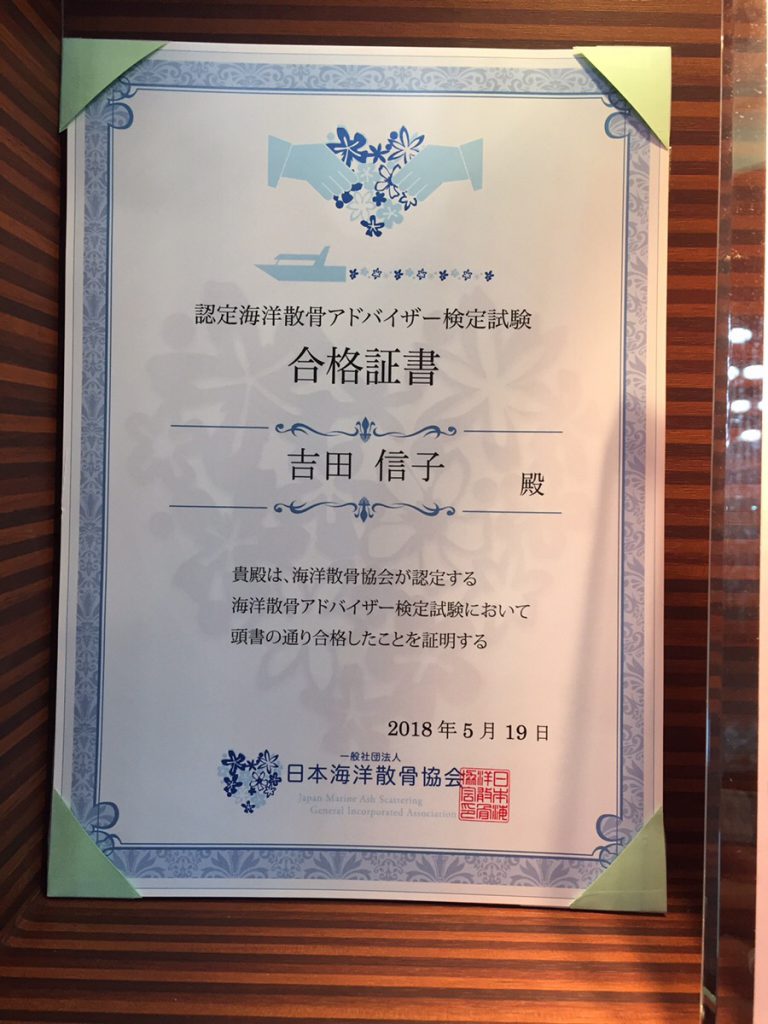 認定海洋散骨アドバイザー検定試験
合格証書
吉田 信子 殿
貴殿は、海洋散骨協会が認定する
海洋散骨アドバイザー検定試験において
頭書の通り合格したことを証明する
2018年5月19日
一般社団法人
日本海洋散骨協会
Japan Marine Ash Scattering
General Incorporated Association